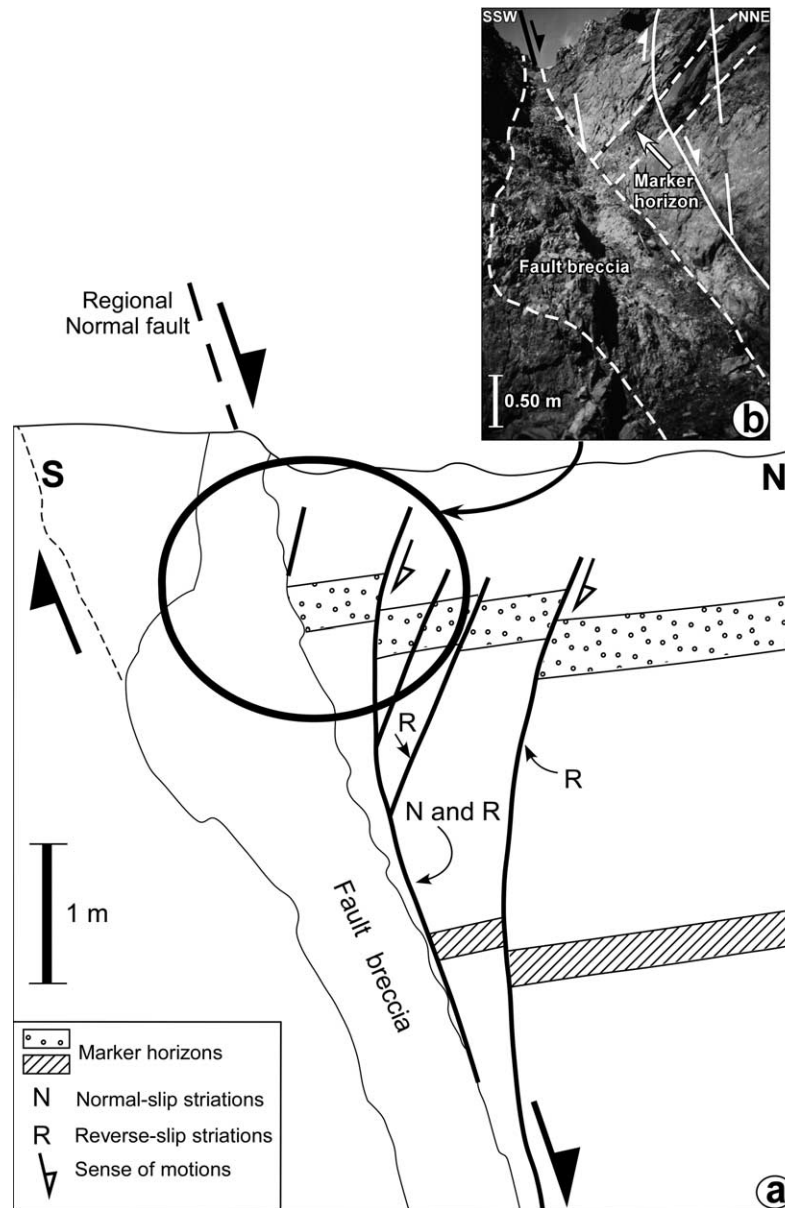 SSW
NNE
Marker
horizon
Fault breccia
0.50 m
b
Regional
Normal fault
S
N
R
R
N and R
1 m
Fault breccia
Marker horizons
N Normal-slip striations
R Reverse-slip striations
Sense of motions
a